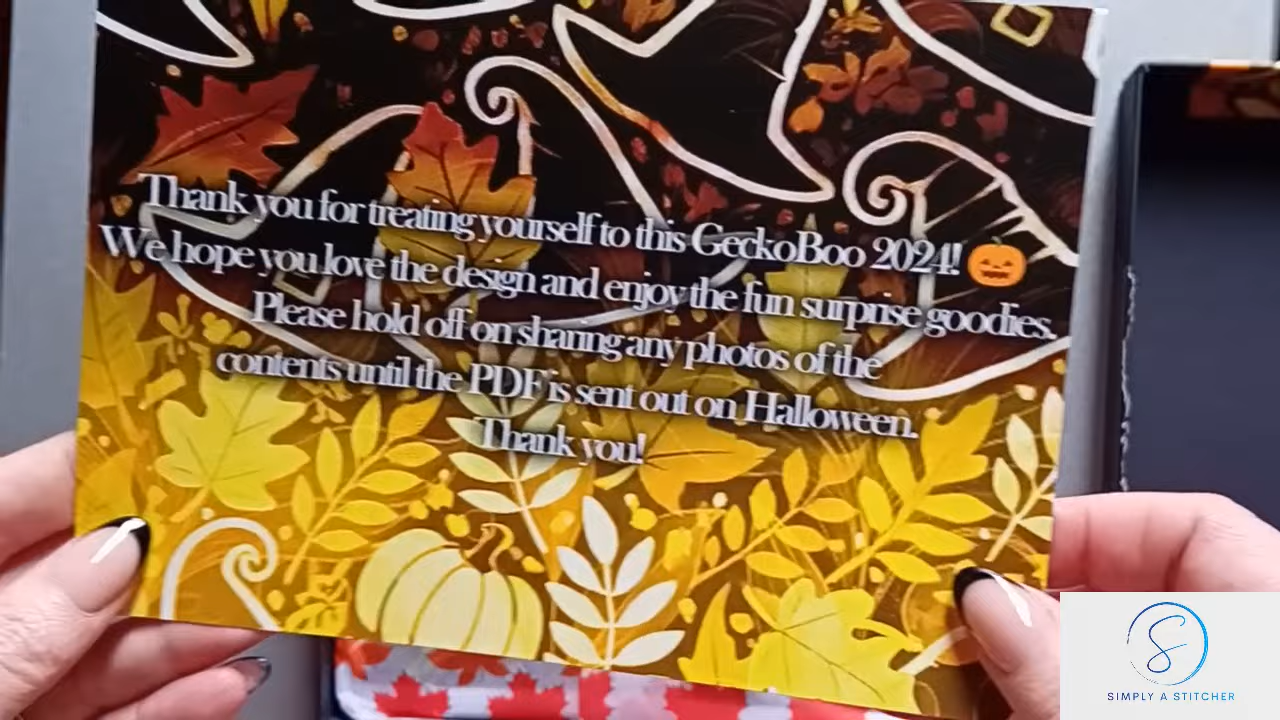 Thank you for treating yourself to this GeckoBoo 2024! 🎃
We hope you love the design and enjoy the fun surprise goodies.
Please hold off on sharing any photos of the
contents until the PDF is sent out on Halloween.
Thank you!
S
SIMPLY A STITCHER